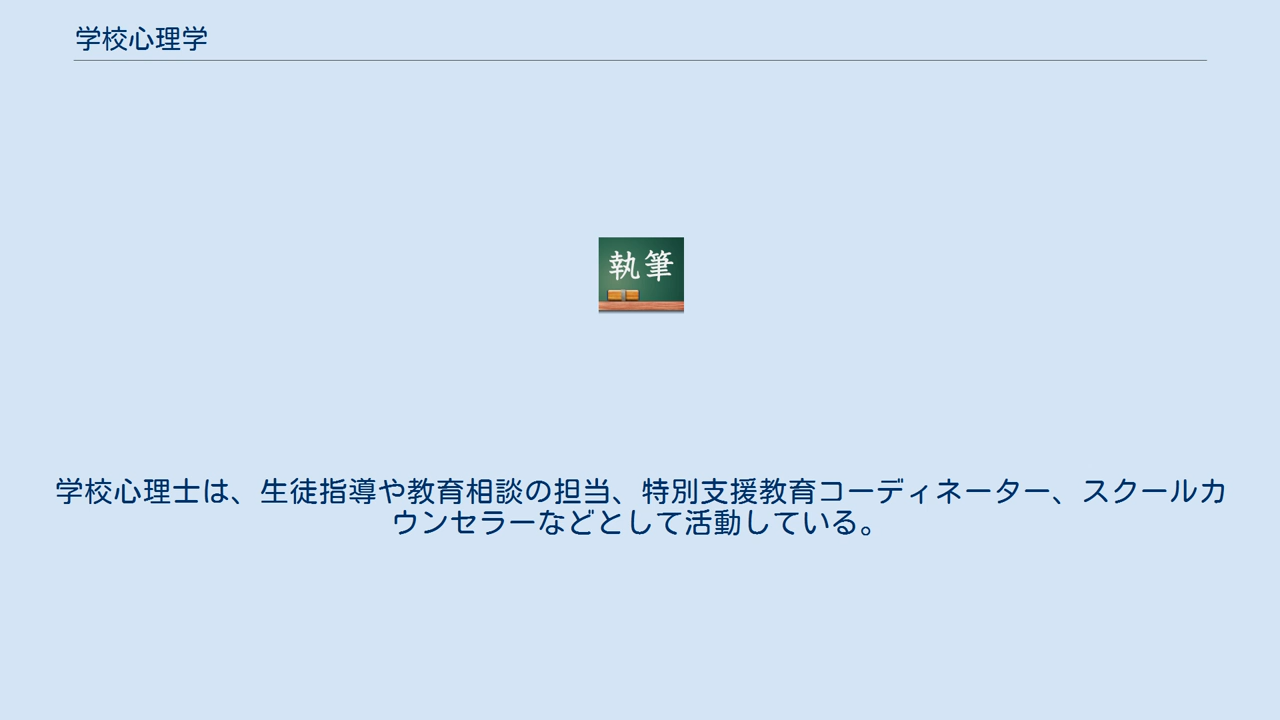 学校心理学
執筆
学校心理士は、生徒指導や教育相談の担当、特別支援教育コーディネーター、スクールカ
ウンセラーなどとして活動している。